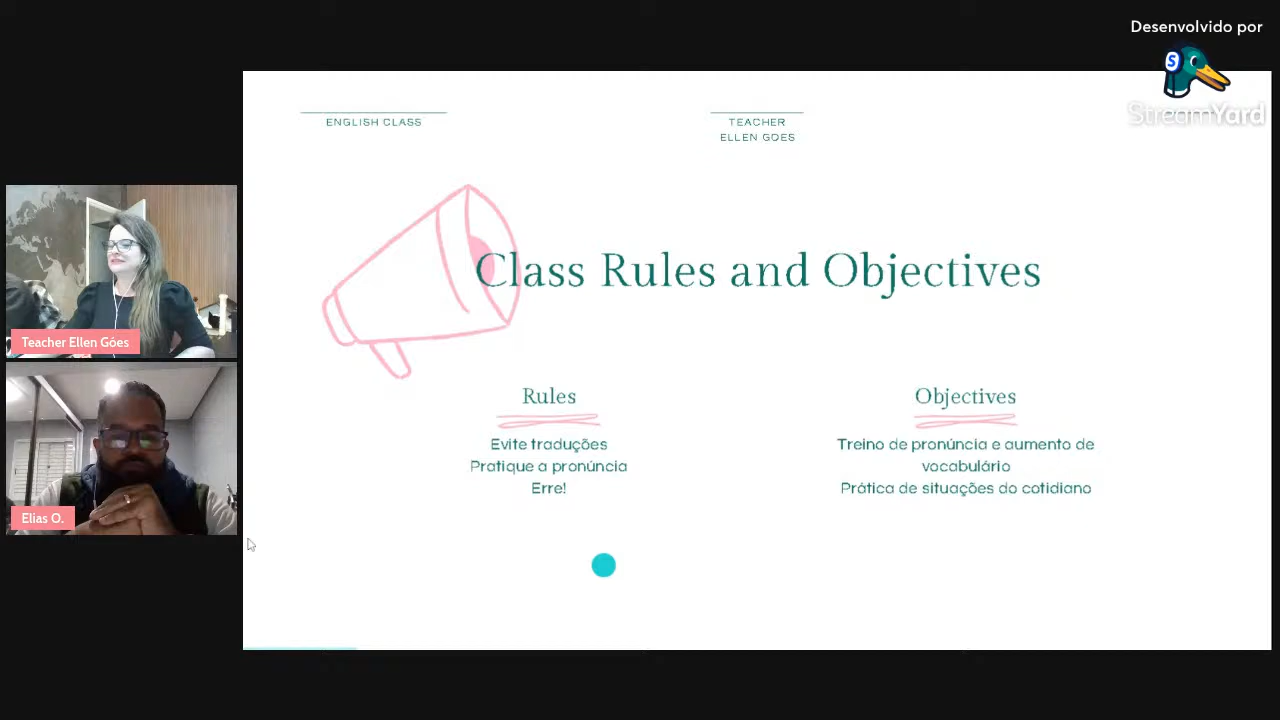 Desenvolvido por
S
StreamYard
ENGLISH CLASS
TEACHER
ELLEN GOES
Class Rules and Objectives
Rules
Evite traduções
Pratique a pronúncia
Erre!
Objectives
Treino de pronúncia e aumento de
vocabulário
Prática de situações do cotidiano
Teacher Ellen Góes
Elias O.